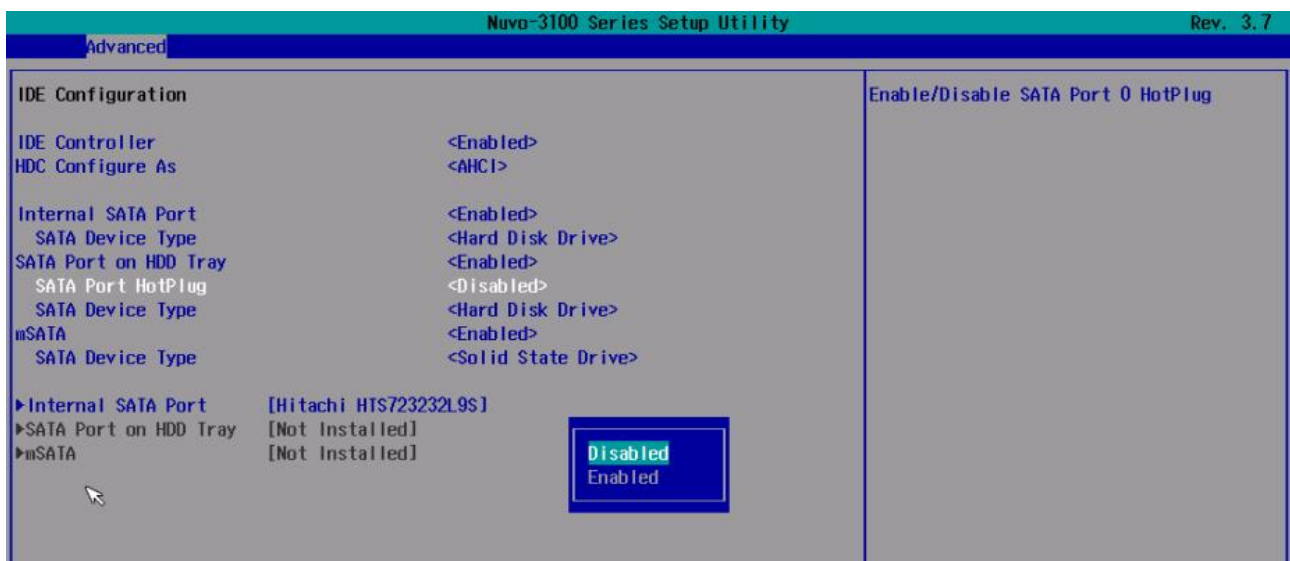 Nuvo-3100 Series Setup Utility Rev. 3.7
Advanced
IDE Configuration
Enable/Disable SATA Port 0 HotPlug
IDE Controller <Enabled>
HDC Configure As <AHCI>
Internal SATA Port <Enabled>
SATA Device Type <Hard Disk Drive>
SATA Port on HDD Tray <Enabled>
SATA Port HotPlug <Disabled>
SATA Device Type <Hard Disk Drive>
mSATA <Enabled>
SATA Device Type <Solid State Drive>
►Internal SATA Port [Hitachi HTS723232L9S]
►SATA Port on HDD Tray [Not Installed]
►mSATA [Not Installed]
Disabled
Enabled